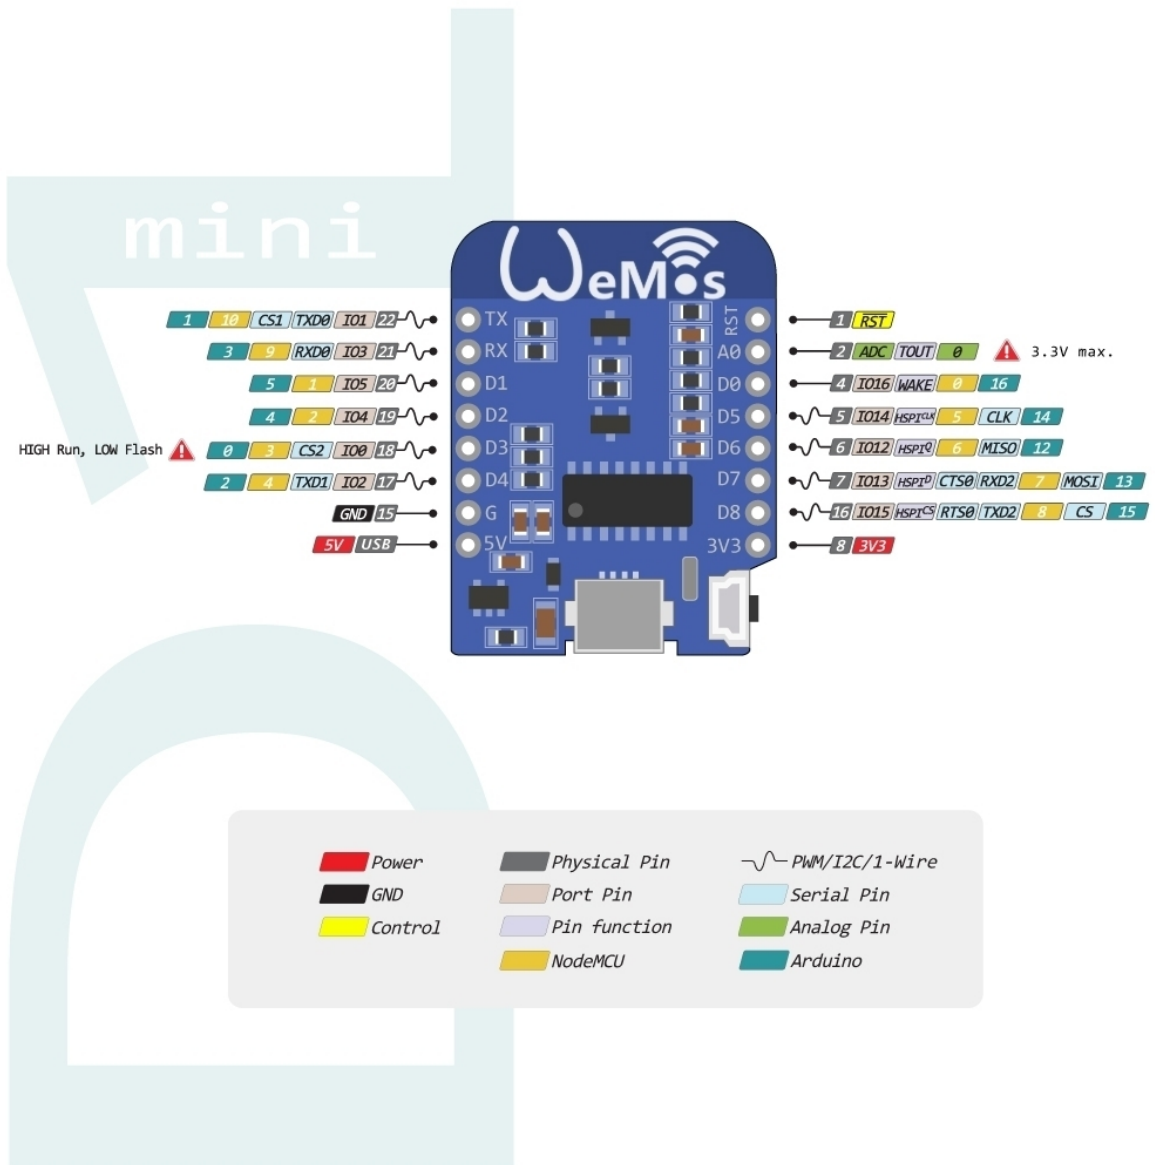 mini
WeMos
1 10 CS1 TXD0 IO1 22 TX RST 1 RST
3 9 RXD0 IO3 21 RX A0 2 ADC TOUT 0 3.3V max.
5 1 IO5 20 D1 D0 4 IO16 WAKE 0 16
4 2 IO4 19 D2 D5 5 IO14 HSPICLK 5 CLK 14
HIGH Run, LOW Flash 0 3 CS2 IO0 18 D3 D6 6 IO12 HSPIQ 6 MISO 12
2 4 TXD1 IO2 17 D4 D7 7 IO13 HSPID CTS0 RXD2 7 MOSI 13
GND 15 G D8 16 IO15 HSPICS RTS0 TXD2 8 CS 15
5V USB 5V 3V3 8 3V3
Power Physical Pin PWM/I2C/1-Wire
GND Port Pin Serial Pin
Control Pin function Analog Pin
NodeMCU Arduino
D1